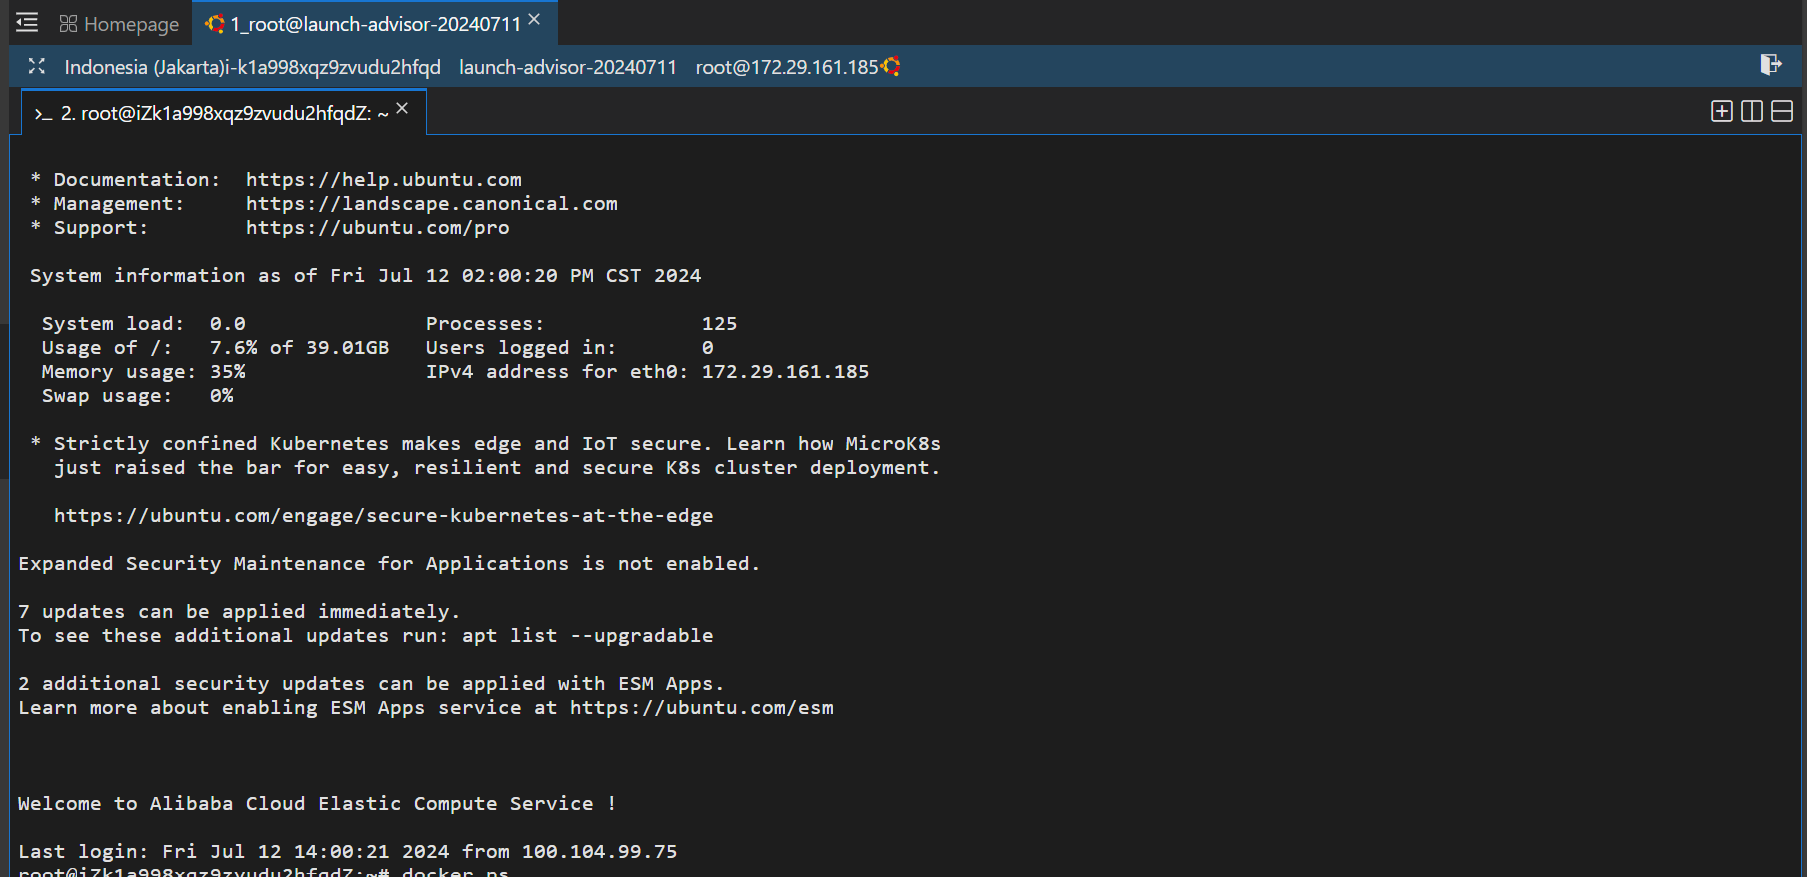 Homepage 1_root@launch-advisor-20240711
Indonesia (Jakarta)i-k1a998xqz9zvudu2hfqd launch-advisor-20240711 root@172.29.161.185
>_ 2. root@iZk1a998xqz9zvudu2hfqdZ: ~
* Documentation: https://help.ubuntu.com
* Management: https://landscape.canonical.com
* Support: https://ubuntu.com/pro
System information as of Fri Jul 12 02:00:20 PM CST 2024
System load: 0.0 Processes: 125
Usage of /: 7.6% of 39.01GB Users logged in: 0
Memory usage: 35% IPv4 address for eth0: 172.29.161.185
Swap usage: 0%
* Strictly confined Kubernetes makes edge and IoT secure. Learn how MicroK8s
just raised the bar for easy, resilient and secure K8s cluster deployment.
https://ubuntu.com/engage/secure-kubernetes-at-the-edge
Expanded Security Maintenance for Applications is not enabled.
7 updates can be applied immediately.
To see these additional updates run: apt list --upgradable
2 additional security updates can be applied with ESM Apps.
Learn more about enabling ESM Apps service at https://ubuntu.com/esm
Welcome to Alibaba Cloud Elastic Compute Service !
Last login: Fri Jul 12 14:00:21 2024 from 100.104.99.75
root@iZk1a998xqz9zvudu2hfqdZ:~# docker ps